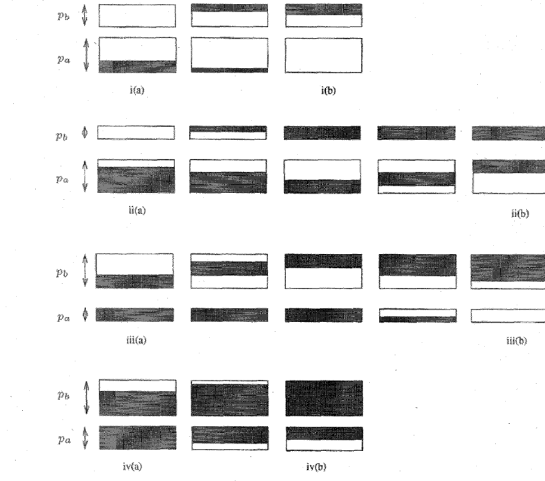 p_b
p_a
i(a) i(b)
p_b
p_a
ii(a) ii(b)
p_b
p_a
iii(a) iii(b)
p_b
p_a
iv(a) iv(b)